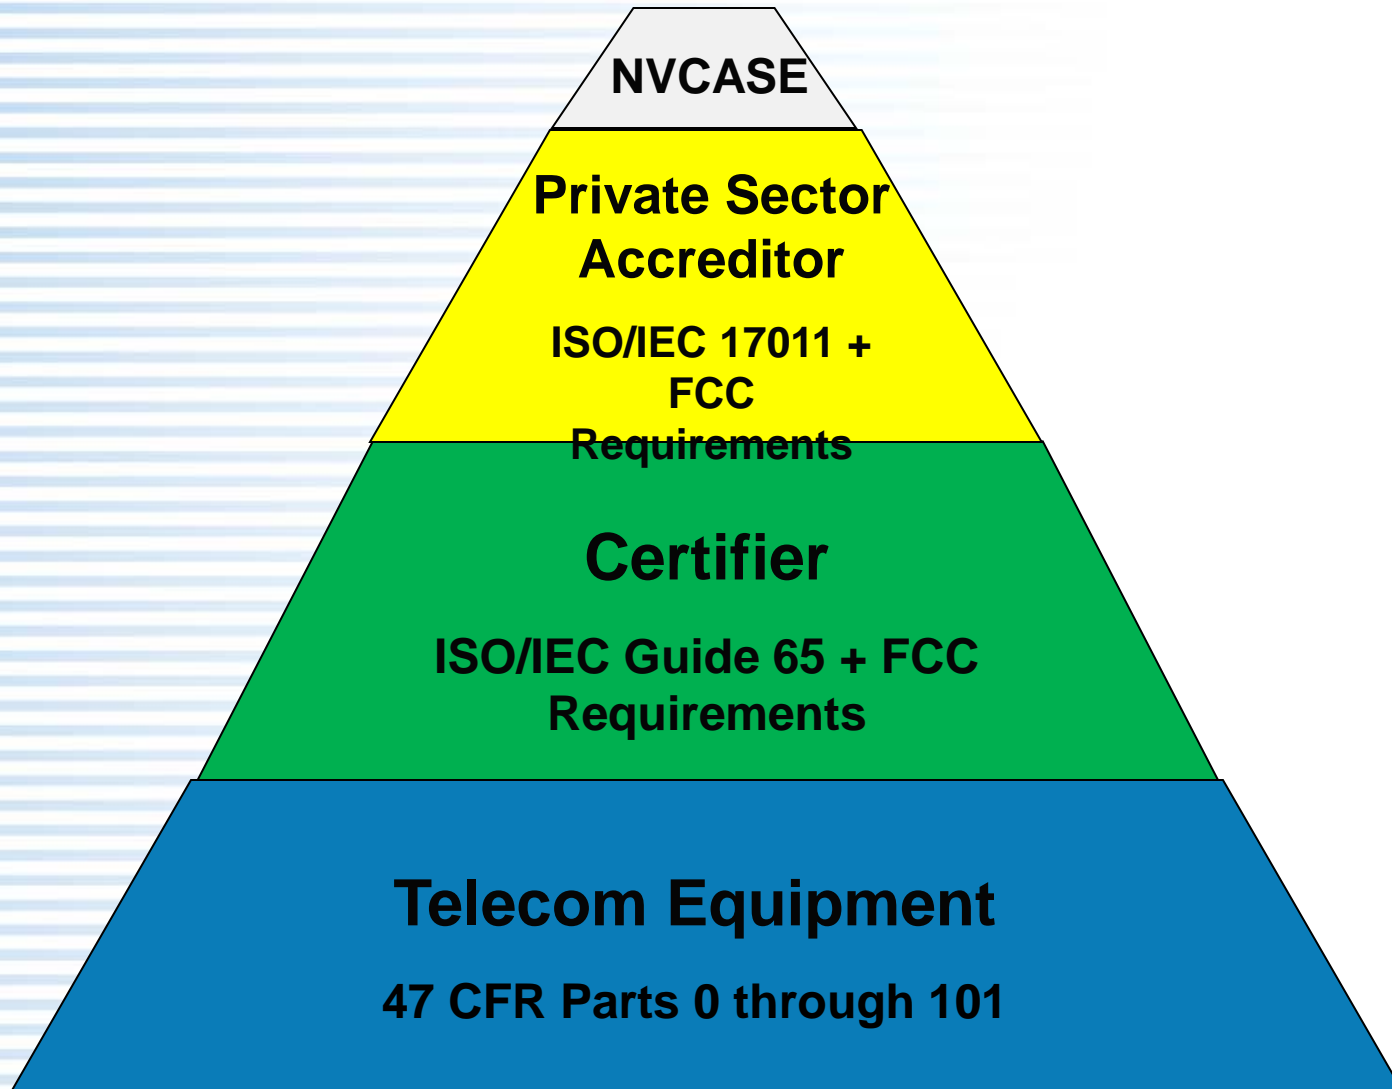 NVCASE
Private Sector
Accreditor
ISO/IEC 17011 +
FCC
Requirements
Certifier
ISO/IEC Guide 65 + FCC
Requirements
Telecom Equipment
47 CFR Parts 0 through 101